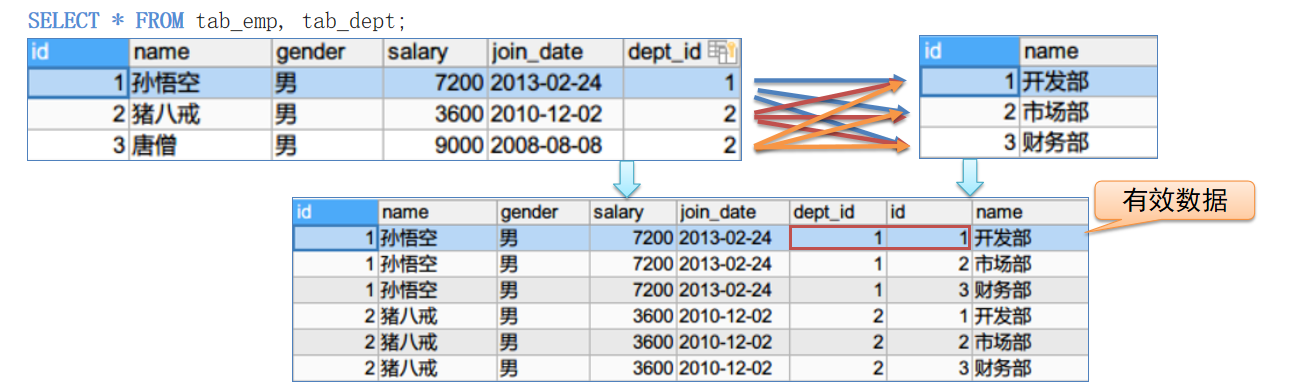 SELECT * FROM tab_emp, tab_dept;
id name gender salary join_date dept_id
1 孙悟空 男 7200 2013-02-24 1
2 猪八戒 男 3600 2010-12-02 2
3 唐僧 男 9000 2008-08-08 2
id name
1 开发部
2 市场部
3 财务部
有效数据
id name gender salary join_date dept_id id name
1 孙悟空 男 7200 2013-02-24 1 1 开发部
1 孙悟空 男 7200 2013-02-24 1 2 市场部
1 孙悟空 男 7200 2013-02-24 1 3 财务部
2 猪八戒 男 3600 2010-12-02 2 1 开发部
2 猪八戒 男 3600 2010-12-02 2 2 市场部
2 猪八戒 男 3600 2010-12-02 2 3 财务部